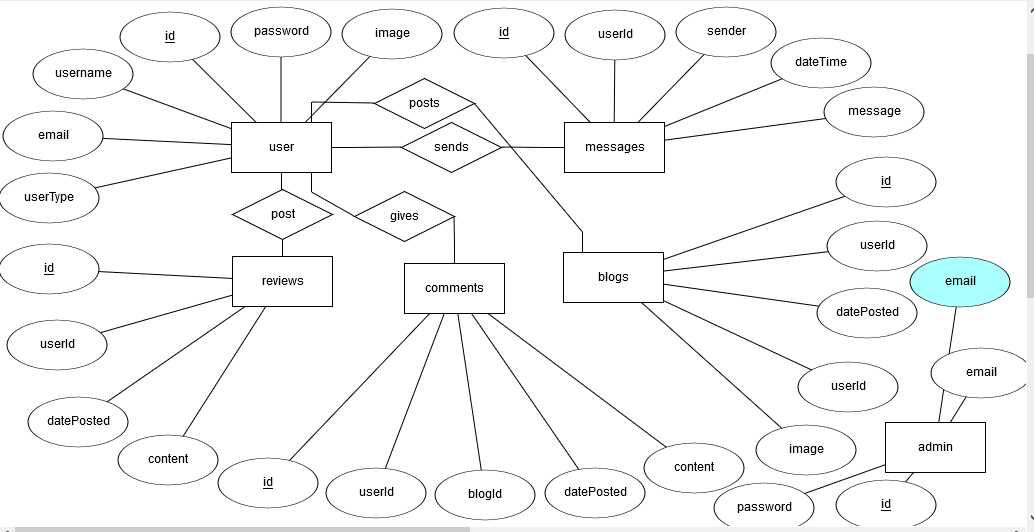 id
password
image
id
userId
sender
dateTime
username
message
posts
email
user
sends
messages
userType
id
post
gives
userId
id
reviews
comments
blogs
email
datePosted
userId
email
userId
datePosted
image
admin
content
id
userId
blogId
datePosted
content
password
id